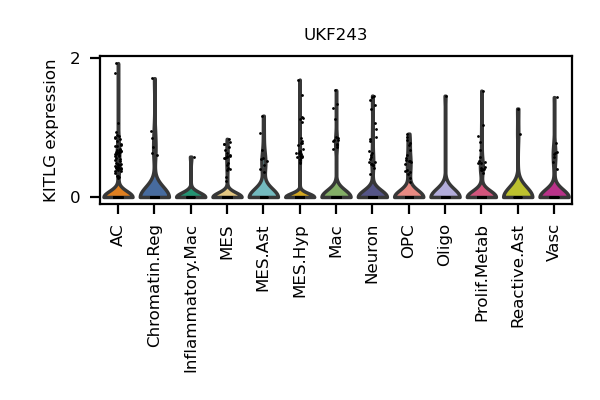 UKF243
KITLG expression
2
0
AC
Chromatin.Reg
Inflammatory.Mac
MES
MES.Ast
MES.Hyp
Mac
Neuron
OPC
Oligo
Prolif.Metab
Reactive.Ast
Vasc